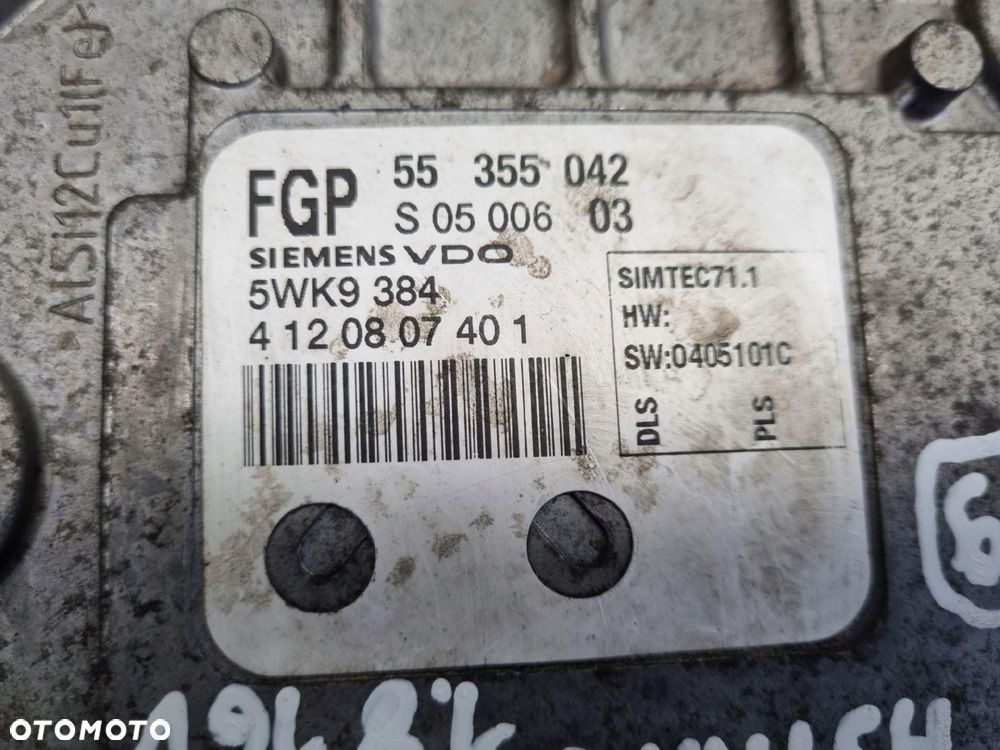 AlSi12Cu1(Fe)
FGP 55 355 042
S 05 006 03
SIEMENS VDO
5WK9 384
4 12 08 07 40 1
SIMTEC71.1
HW:
SW:0405101C
DLS PLS
6
OTOMOTO